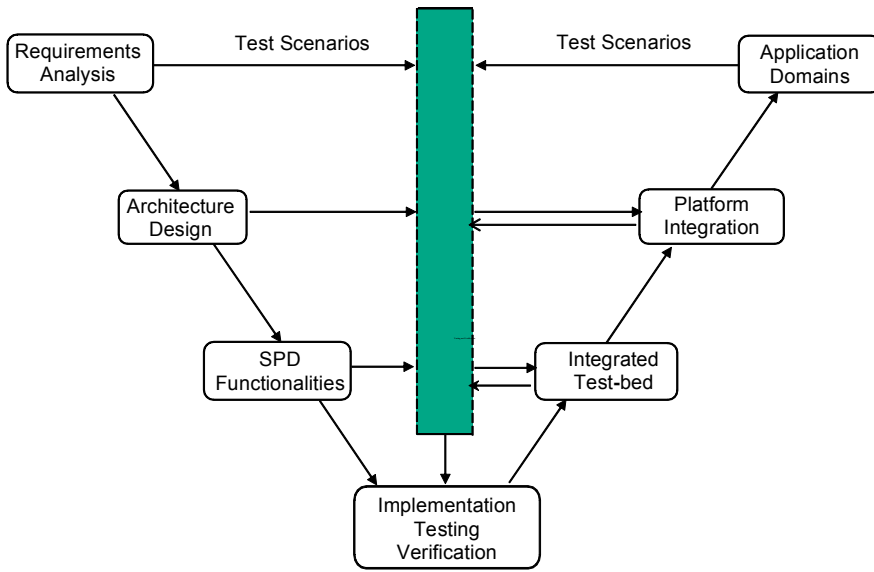 Requirements
Analysis
Test Scenarios
Test Scenarios
Application
Domains
Architecture
Design
Platform
Integration
SPD
Functionalities
Integrated
Test-bed
Implementation
Testing
Verification